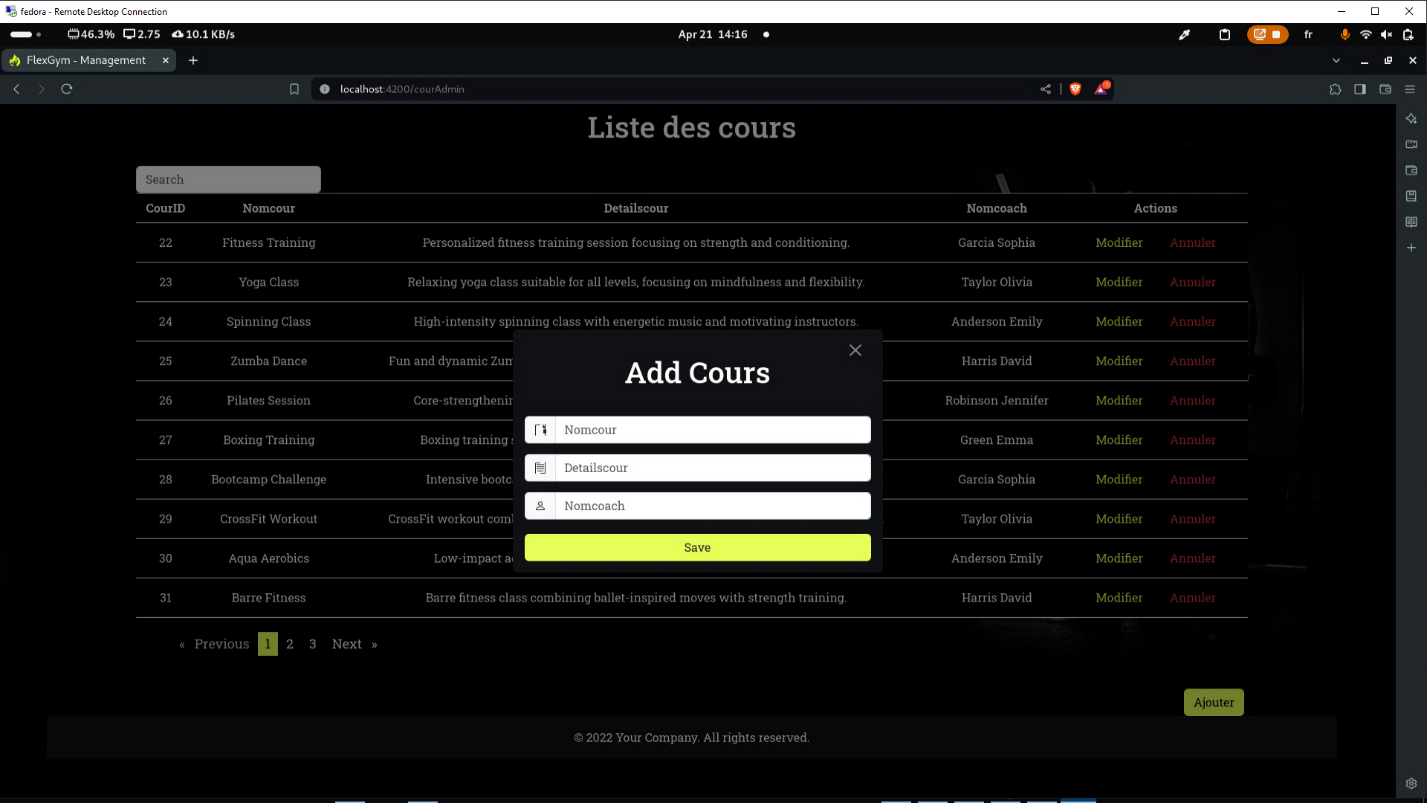 fedora - Remote Desktop Connection
46.3% 2.75 10.1 KB/s
Apr 21 14:16
fr
FlexGym - Management
localhost:4200/courAdmin
Liste des cours
Search
CourID Nomcour Detailscour Nomcoach Actions
22 Fitness Training Personalized fitness training session focusing on strength and conditioning. Garcia Sophia Modifier Annuler
23 Yoga Class Relaxing yoga class suitable for all levels, focusing on mindfulness and flexibility. Taylor Olivia Modifier Annuler
24 Spinning Class High-intensity spinning class with energetic music and motivating instructors. Anderson Emily Modifier Annuler
25 Zumba Dance Fun and dynamic Zum Harris David Modifier Annuler
26 Pilates Session Core-strengthenin Robinson Jennifer Modifier Annuler
27 Boxing Training Boxing training s Green Emma Modifier Annuler
28 Bootcamp Challenge Intensive bootc Garcia Sophia Modifier Annuler
29 CrossFit Workout CrossFit workout com Taylor Olivia Modifier Annuler
30 Aqua Aerobics Low-impact a Anderson Emily Modifier Annuler
31 Barre Fitness Barre fitness class combining ballet-inspired moves with strength training. Harris David Modifier Annuler
Add Cours
Nomcour
Detailscour
Nomcoach
Save
« Previous 1 2 3 Next »
Ajouter
© 2022 Your Company. All rights reserved.